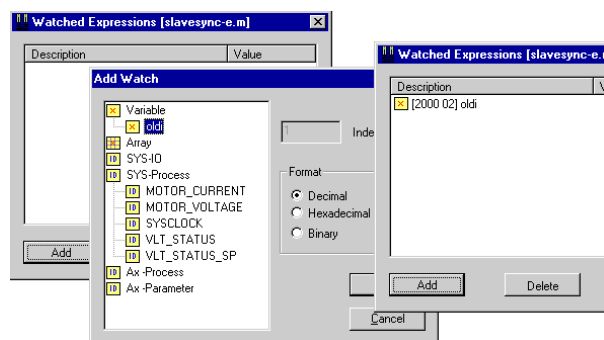 Watched Expressions [slavesync-e.m]
Description Value
Add
Add Watch
Variable
oldi
Array
SYS-IO
SYS-Process
MOTOR_CURRENT
MOTOR_VOLTAGE
SYSCLOCK
VLT_STATUS
VLT_STATUS_SP
Ax -Process
Ax -Parameter
1
Format
Decimal
Hexadecimal
Binary
Cancel
Watched Expressions [slavesync-e.
Description
[2000 02] oldi
Add Delete